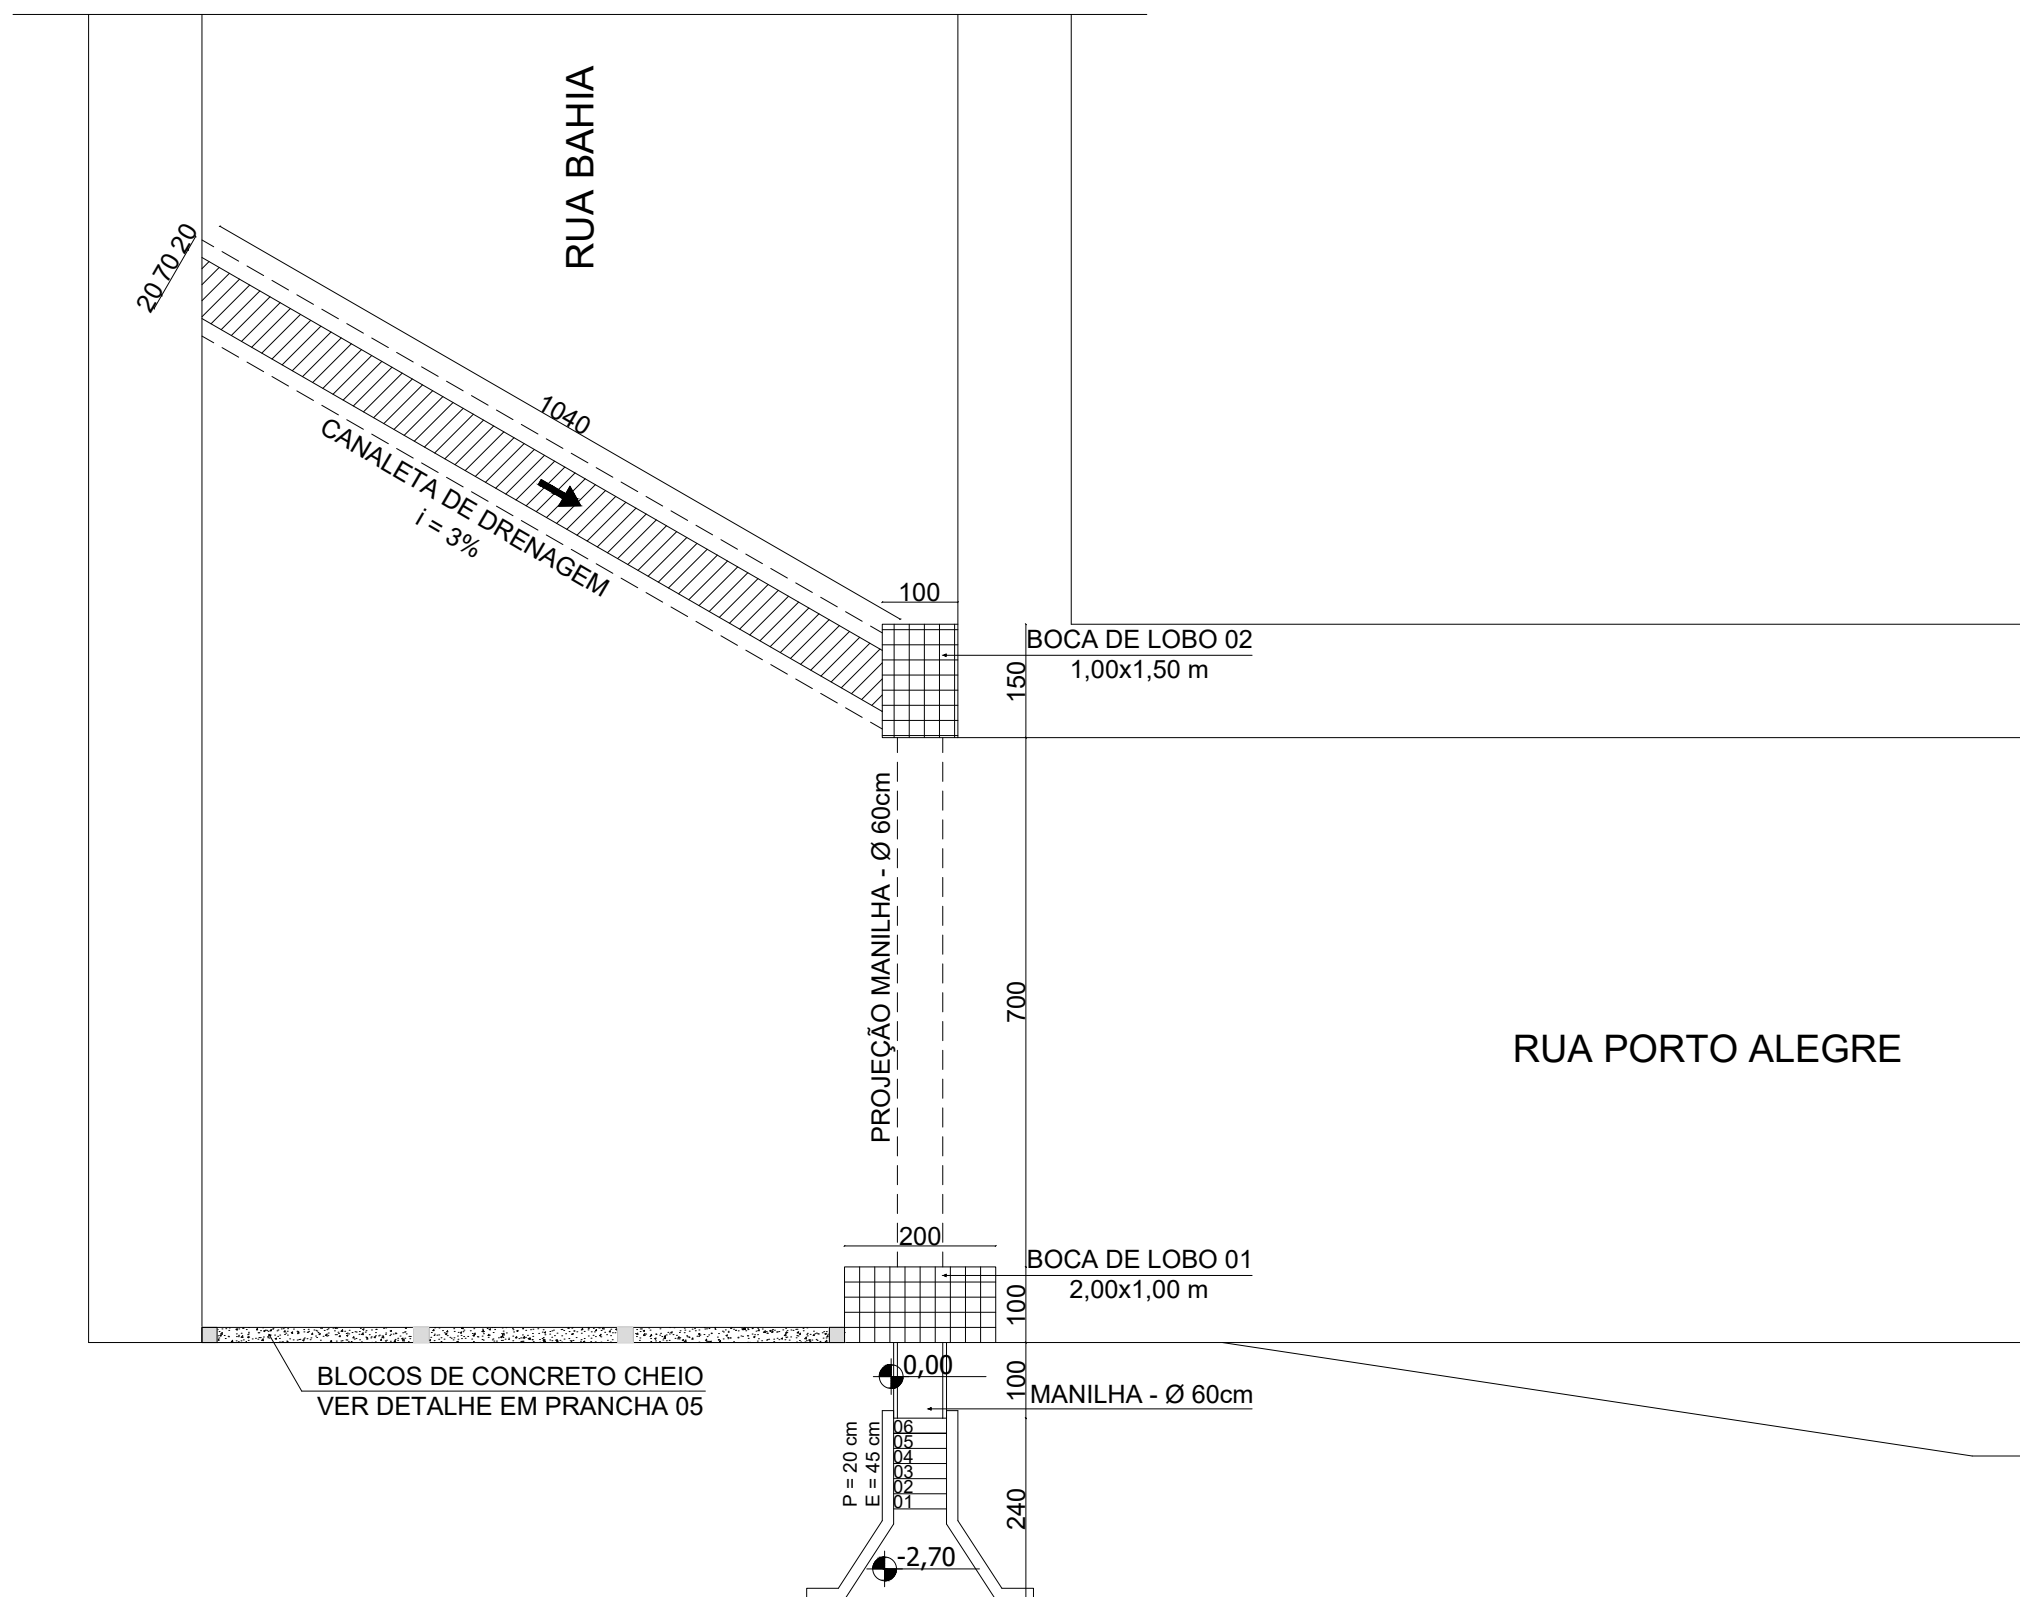 RUA BAHIA
20 70 20
1040
CANALETA DE DRENAGEM
i = 3%
100
BOCA DE LOBO 02
1,00x1,50 m
150
PROJEÇÃO MANILHA - Ø 60cm
700
RUA PORTO ALEGRE
200
BOCA DE LOBO 01
2,00x1,00 m
100
BLOCOS DE CONCRETO CHEIO
VER DETALHE EM PRANCHA 05
0,00
100
MANILHA - Ø 60cm
P = 20 cm
E = 45 cm
06
05
04
03
02
01
240
-2,70